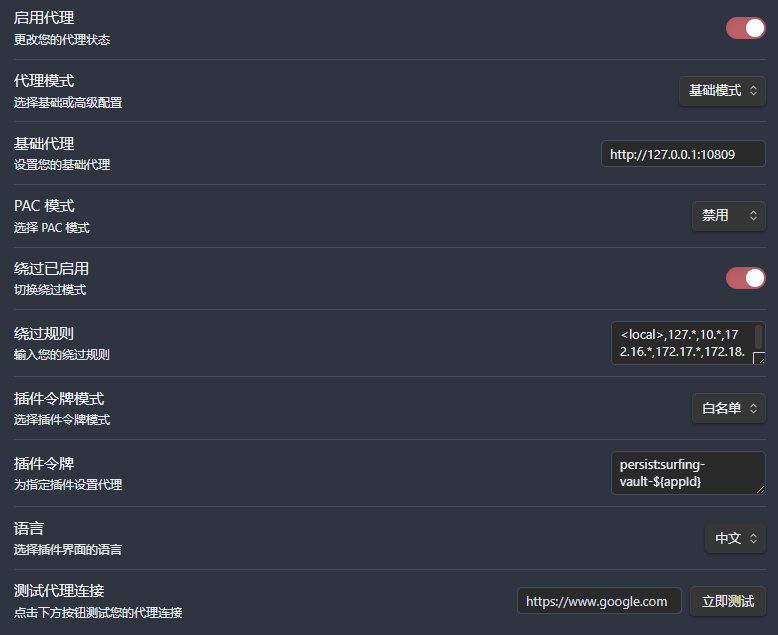 启用代理
更改您的代理状态
代理模式
选择基础或高级配置
基础模式
基础代理
设置您的基础代理
http://127.0.0.1:10809
PAC 模式
选择 PAC 模式
禁用
绕过已启用
切换绕过模式
绕过规则
输入您的绕过规则
<local>,127.*,10.*,17
2.16.*,172.17.*,172.18.
插件令牌模式
选择插件令牌模式
白名单
插件令牌
为指定插件设置代理
persist:surfing-
vault-${appId}
语言
选择插件界面的语言
中文
测试代理连接
点击下方按钮测试您的代理连接
https://www.google.com
立即测试